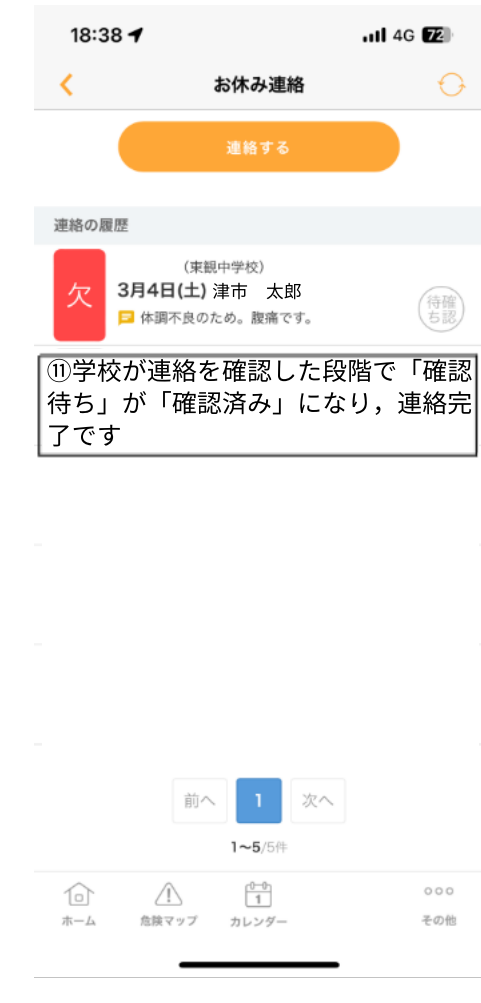 18:38
4G 72
お休み連絡
連絡する
連絡の履歴
欠
（東観中学校）
3月4日(土) 津市　太郎
体調不良のため。腹痛です。
待確
ち認
⑪学校が連絡を確認した段階で「確認
待ち」が「確認済み」になり，連絡完
了です
前へ 1 次へ
1〜5/5件
1
ホーム 危険マップ カレンダー その他